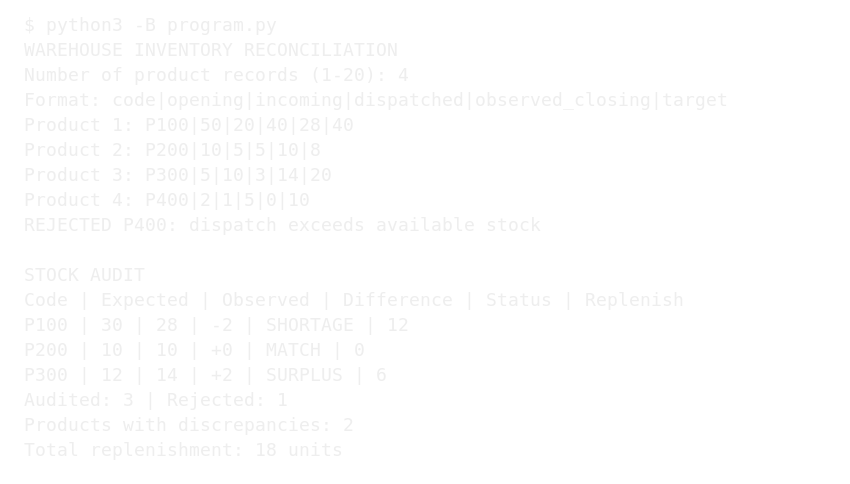 $ python3 -B program.py
WAREHOUSE INVENTORY RECONCILIATION
Number of product records (1-20): 4
Format: code|opening|incoming|dispatched|observed_closing|target
Product 1: P100|50|20|40|28|40
Product 2: P200|10|5|5|10|8
Product 3: P300|5|10|3|14|20
Product 4: P400|2|1|5|0|10
REJECTED P400: dispatch exceeds available stock

STOCK AUDIT
Code | Expected | Observed | Difference | Status | Replenish
P100 | 30 | 28 | -2 | SHORTAGE | 12
P200 | 10 | 10 | +0 | MATCH | 0
P300 | 12 | 14 | +2 | SURPLUS | 6
Audited: 3 | Rejected: 1
Products with discrepancies: 2
Total replenishment: 18 units